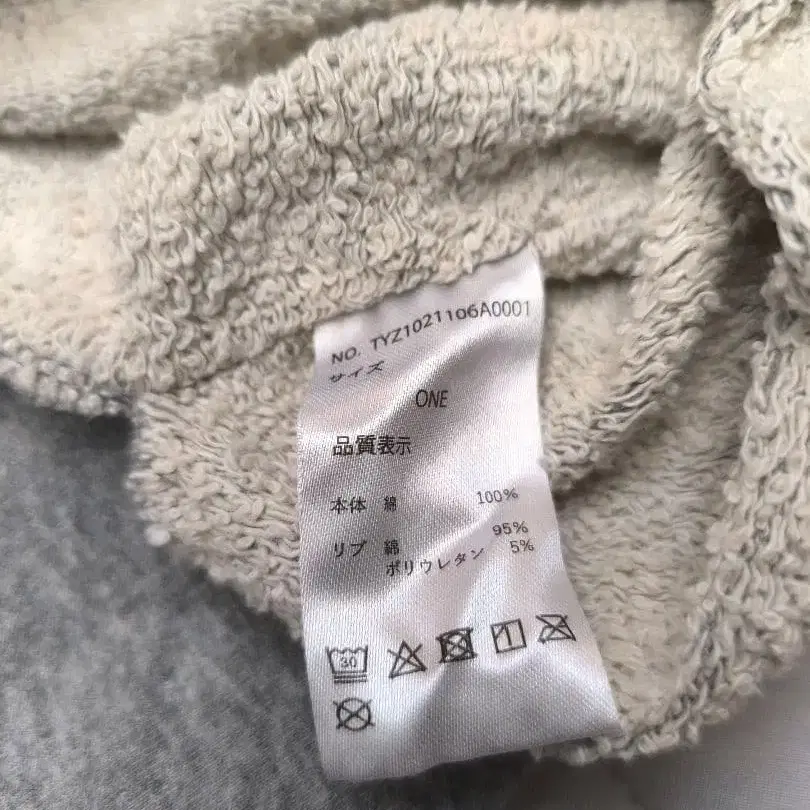 NO. TYZ1021106A0001
サイズ
ONE
品質表示
本体 綿 100%
リブ 綿 95%
ポリウレタン 5%
30